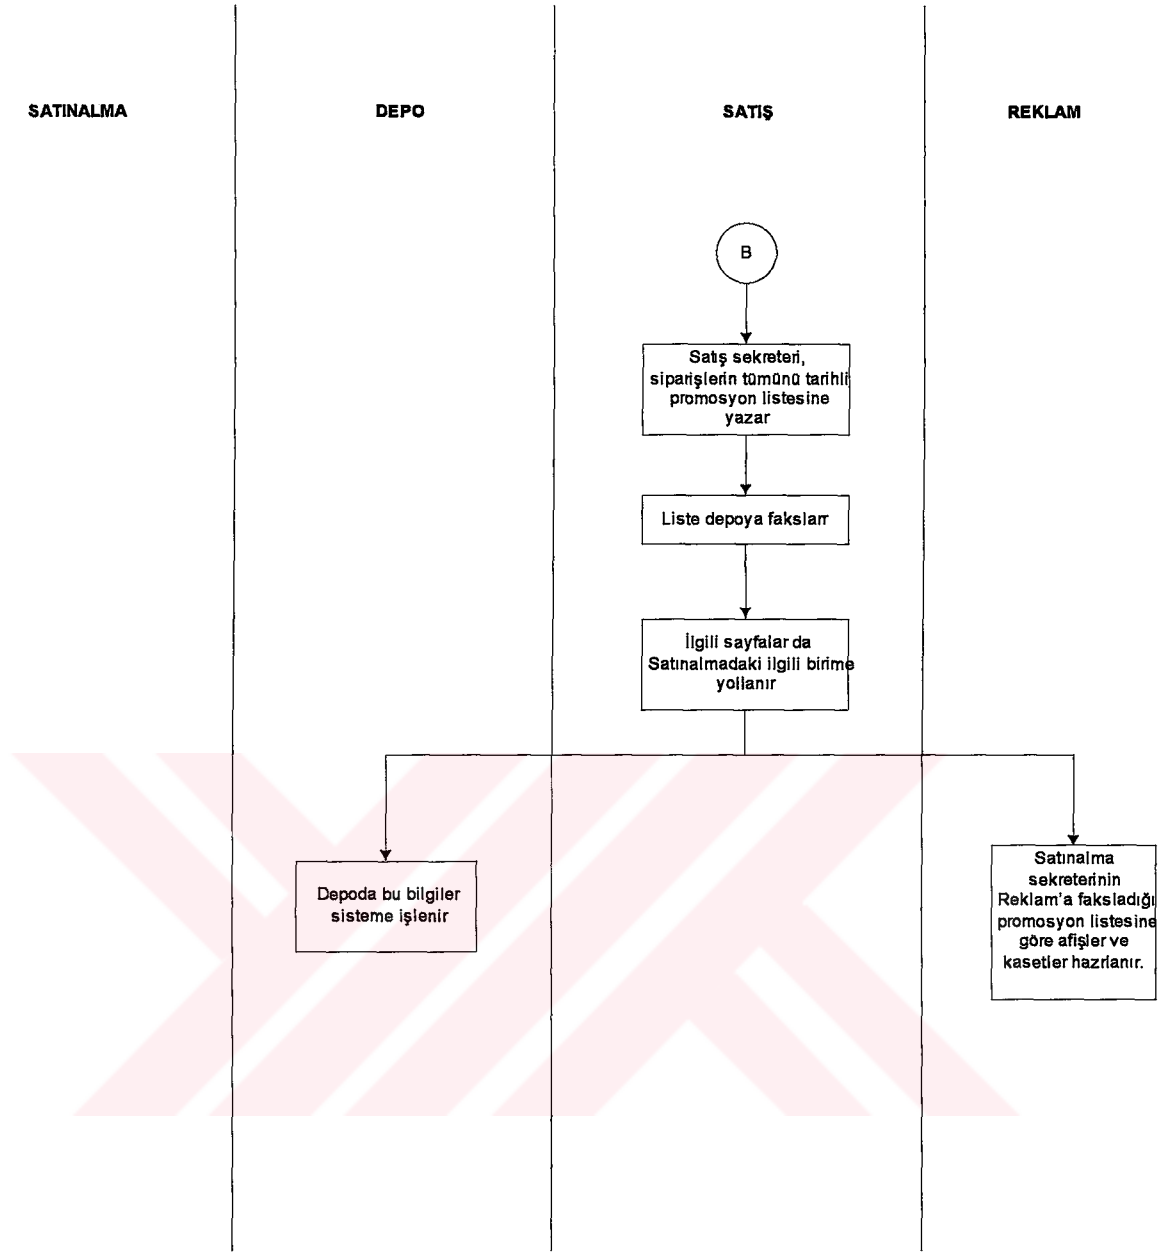 SATINALMA
DEPO
SATIŞ
REKLAM
B
Satış sekreteri,
siparişlerin tümünü tarihli
promosyon listesine
yazar
Liste depoya fakslarr
İlgili sayfalar da
Satınalmadaki ilgili birime
yollanır
Depoda bu bilgiler
sisteme işlenir
Satınalma
sekreterinin
Reklam'a faksladığı
promosyon listesine
göre afişler ve
kasetler hazrlanır.